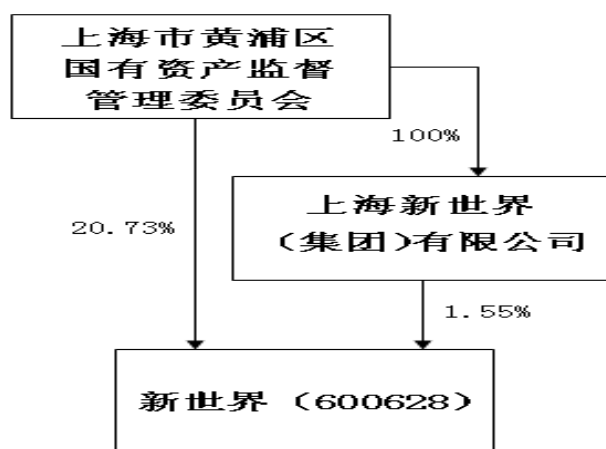 上海市黄浦区
国有资产监督
管理委员会
100%
上海新世界
(集团)有限公司
20.73%
1.55%
新世界（600628）